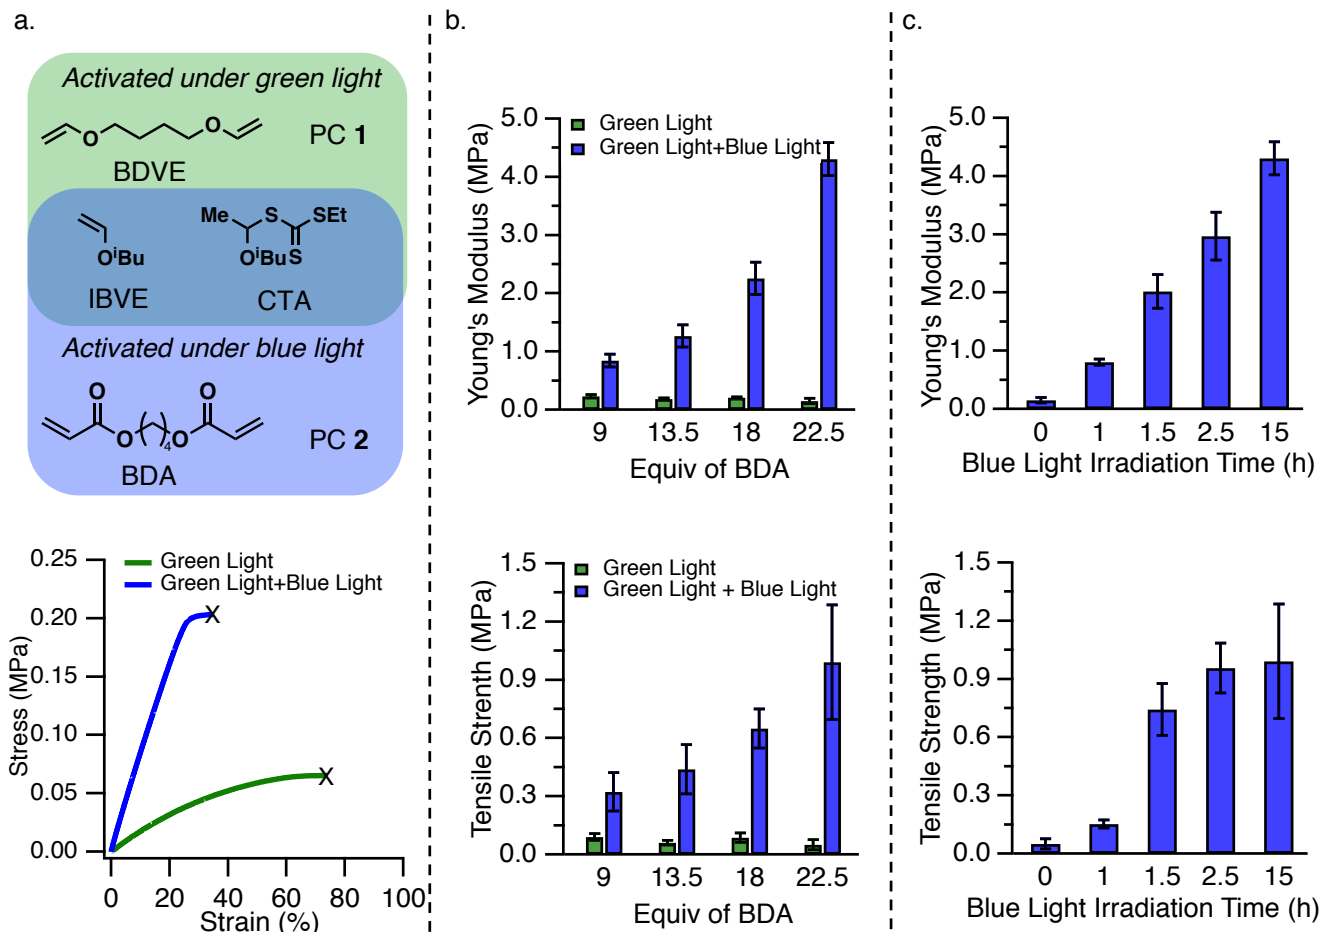 a.
Activated under green light
O
O
PC 1
BDVE
Me
S
SEt
OiBu
OiBu
S
IBVE
CTA
Activated under blue light
O
O
O
4
O
PC 2
BDA
Green Light
Green Light+Blue Light
X
X
0.25
0.20
0.15
0.10
0.05
0.00
Stress (MPa)
0 20 40 60 80 100
Strain (%)
b.
Green Light
Green Light+Blue Light
5.0
4.0
3.0
2.0
1.0
0.0
Young's Modulus (MPa)
9 13.5 18 22.5
Equiv of BDA
Green Light
Green Light + Blue Light
1.5
1.2
0.9
0.6
0.3
0.0
Tensile Strenth (MPa)
9 13.5 18 22.5
Equiv of BDA
c.
5.0
4.0
3.0
2.0
1.0
0.0
Young's Modulus (MPa)
0 1 1.5 2.5 15
Blue Light Irradiation Time (h)
1.5
1.2
0.9
0.6
0.3
0.0
Tensile Strength (MPa)
0 1 1.5 2.5 15
Blue Light Irradiation Time (h)